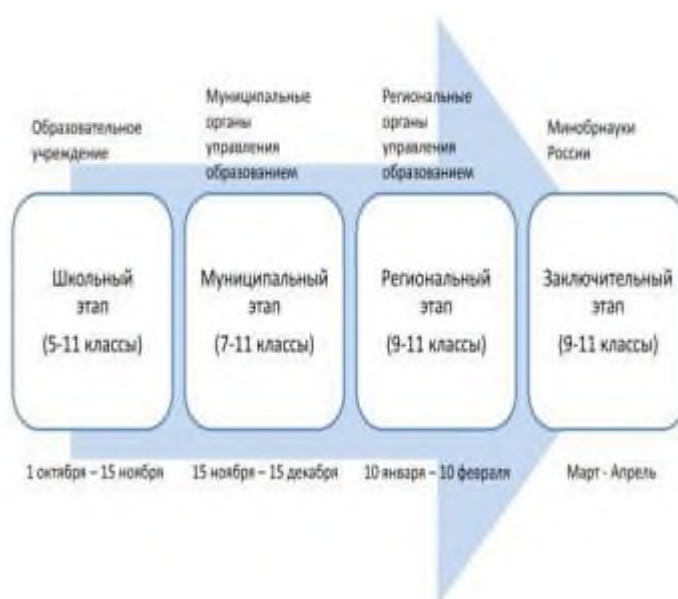 Образовательное
учреждение
Муниципальные
органы
управления
образованием
Региональные
органы
управления
образованием
Минобрнауки
России
Школьный
этап
(5-11 классы)
Муниципальный
этап
(7-11 классы)
Региональный
этап
(9-11 классы)
Заключительный
этап
(9-11 классы)
1 октября – 15 ноября
15 ноября – 15 декабря
10 января – 10 февраля
Март - Апрель